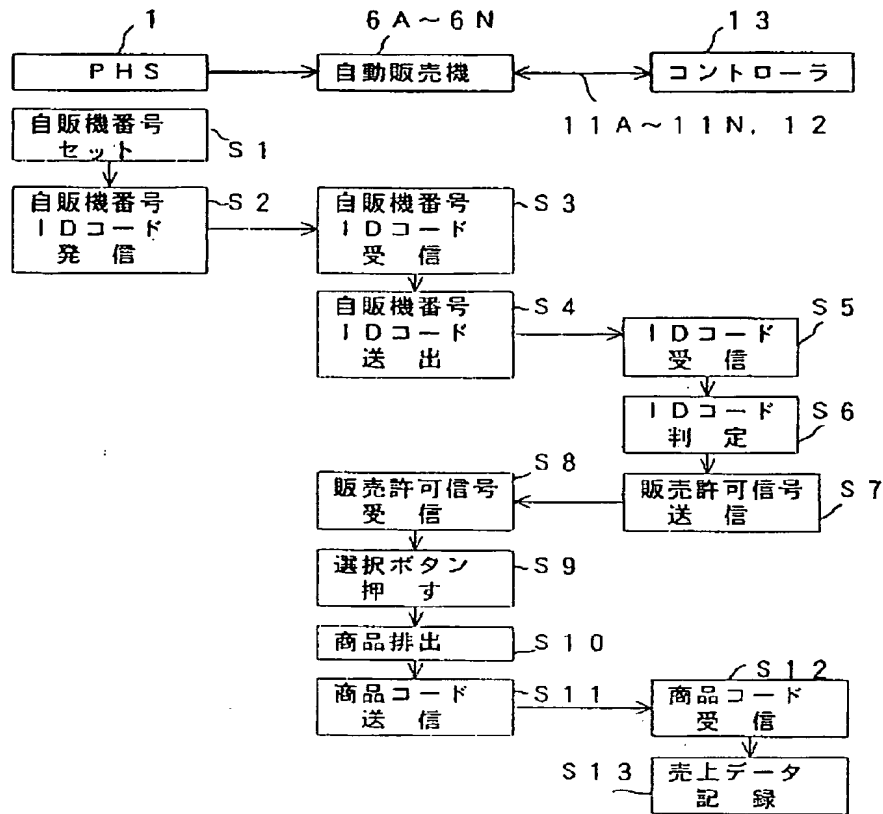 1
6A～6N
13
PHS
自動販売機
コントローラ
11A～11N, 12
自販機番号
セット
S1
自販機番号
IDコード
発信
S2
自販機番号
IDコード
受信
S3
自販機番号
IDコード
送出
S4
IDコード
受信
S5
IDコード
判定
S6
販売許可信号
送信
S7
販売許可信号
受信
S8
選択ボタン
押す
S9
商品排出
S10
商品コード
送信
S11
商品コード
受信
S12
売上データ
記録
S13